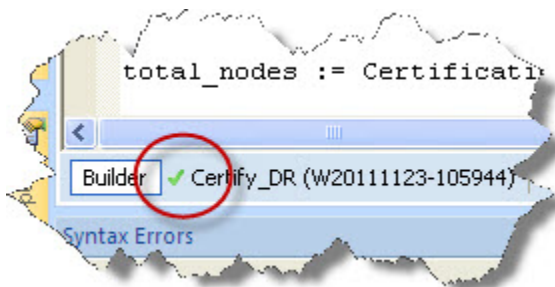 total_nodes := Certificati
Builder
Certify_DR (W20111123-105944)
Syntax Errors